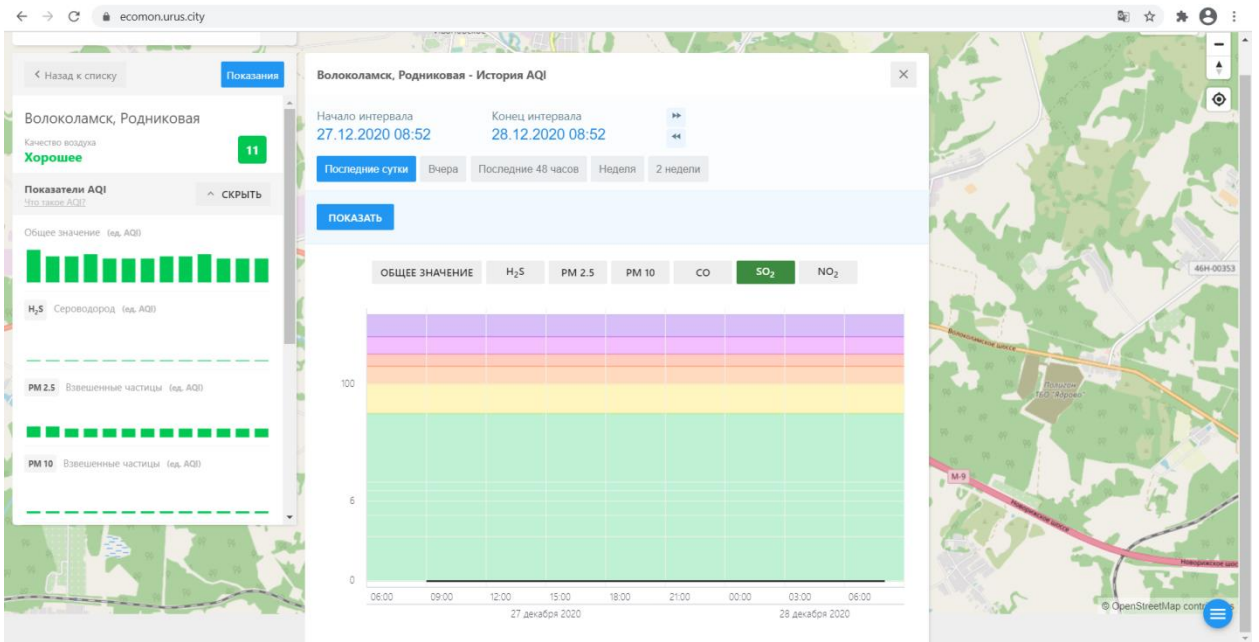 ecomon.urus.city
Назад к списку
Показания
Волоколамск, Родниковая
Качество воздуха
Хорошее
11
Показатели AQI
Что такое AQI?
СКРЫТЬ
Общее значение (ед. AQI)
H₂S Сероводород (ед. AQI)
PM 2.5 Взвешенные частицы (ед. AQI)
PM 10 Взвешенные частицы (ед. AQI)
Волоколамск, Родниковая - История AQI
Начало интервала
27.12.2020 08:52
Конец интервала
28.12.2020 08:52
Последние сутки Вчера Последние 48 часов Неделя 2 недели
ПОКАЗАТЬ
ОБЩЕЕ ЗНАЧЕНИЕ H₂S PM 2.5 PM 10 CO SO₂ NO₂
100
6
0
06:00 09:00 12:00 15:00 18:00 21:00 00:00 03:00 06:00
27 декабря 2020 28 декабря 2020
46Н-00353
Волоколамское шоссе
Полигон
ТБО "Ядрово"
М-9
Новорижское шоссе
© OpenStreetMap